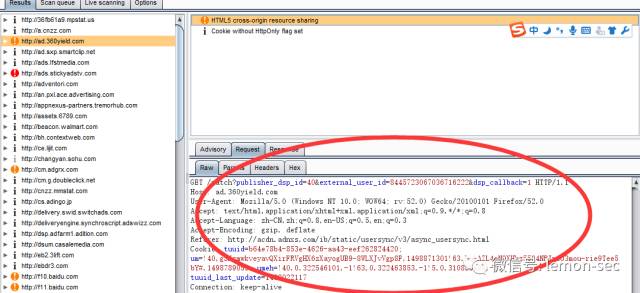 Results Scan queue Live scanning Options
http://36fb61a9.mpstat.us
http://a.cnzz.com
http://ad.360yield.com
http://ad.sxp.smartclip.net
http://ads.lfstmedia.com
http://ads.stickyadstv.com
http://adventori.com
http://an.pxl.ace.advertising.com
http://appnexus-partners.tremorhub.com
http://assets.6789.com
http://beacon.walmart.com
http://bh.contextweb.com
http://ce.lijit.com
http://changyan.sohu.com
http://cm.adgrx.com
http://cm.g.doubleclick.net
http://cnzz.mmstat.com
http://cs.adingo.jp
http://delivery.swid.switchads.com
http://deliveryengine.synchroscript.adswizz.com
http://dsp.adfarm1.adition.com
http://dsum.casalemedia.com
http://eb2.3lift.com
http://ebdr3.com
http://f10.baidu.com
http://f11.baidu.com
HTML5 cross-origin resource sharing
Cookie without HttpOnly flag set
S 中
Advisory Request Response
Raw Params Headers Hex
GET /match?publisher_dsp_id=40&external_user_id=8445723067036716222&dsp_callback=1 HTTP/1.1
Host: ad.360yield.com
User-Agent: Mozilla/5.0 (Windows NT 10.0; WOW64; rv:52.0) Gecko/20100101 Firefox/52.0
Accept: text/html,application/xhtml+xml,application/xml;q=0.9,*/*;q=0.8
Accept-Language: zh-CN,zh;q=0.8,en-US;q=0.5,en;q=0.3
Accept-Encoding: gzip, deflate
Referer: http://acdn.adnxs.com/ib/static/usersync/v3/async_usersync.html
Cookie: tuuid=b64e78b4-853e-4626-aa43-eef262824420;
Connection: keep-alive
微信号: lemon-sec